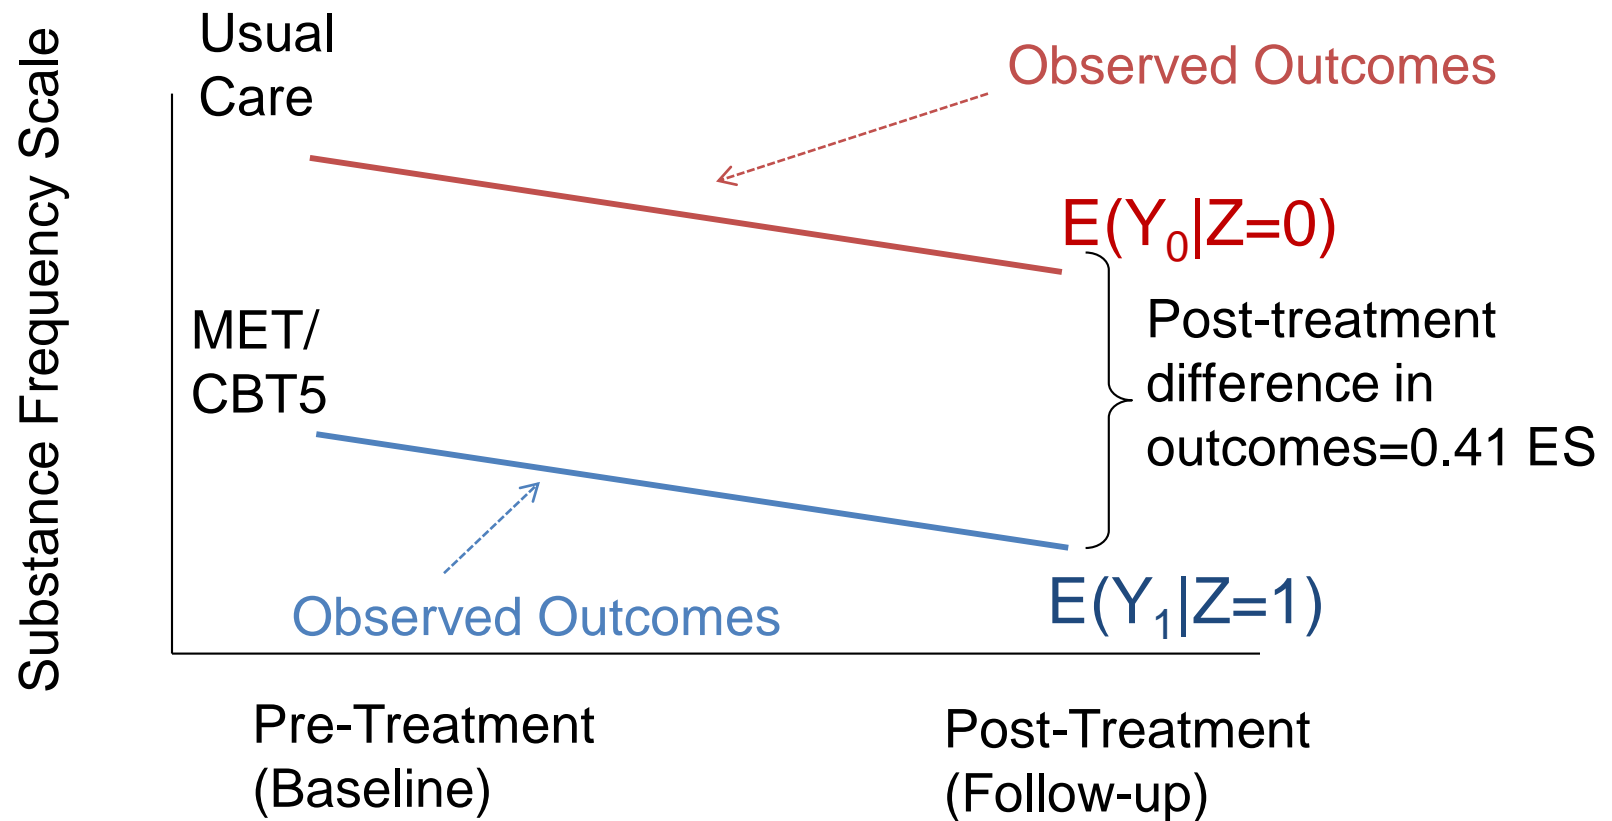 Substance Frequency Scale
Usual
Care
Observed Outcomes
E(Y₀|Z=0)
MET/
CBT5
Post-treatment
difference in
outcomes=0.41 ES
Observed Outcomes
E(Y₁|Z=1)
Pre-Treatment
(Baseline)
Post-Treatment
(Follow-up)